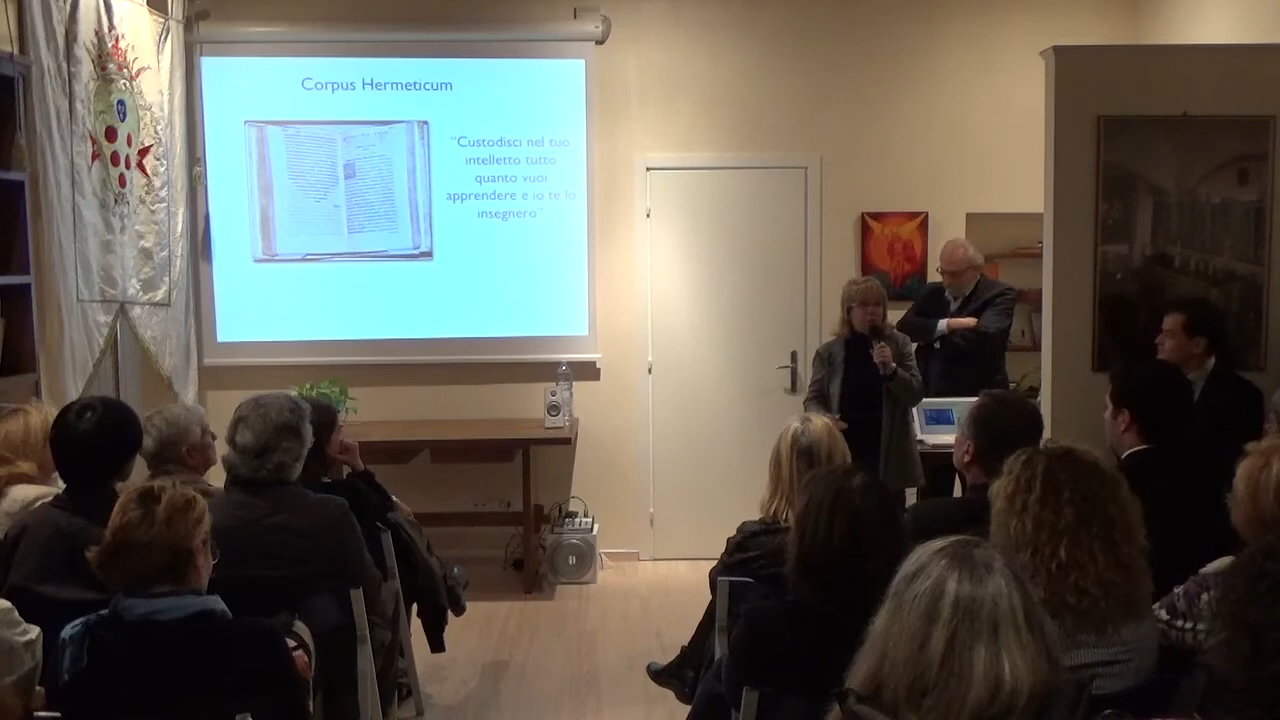 Corpus Hermeticum
“Custodisci nel tuo
intelletto tutto
quanto vuoi
apprendere e io te lo
insegnerò”